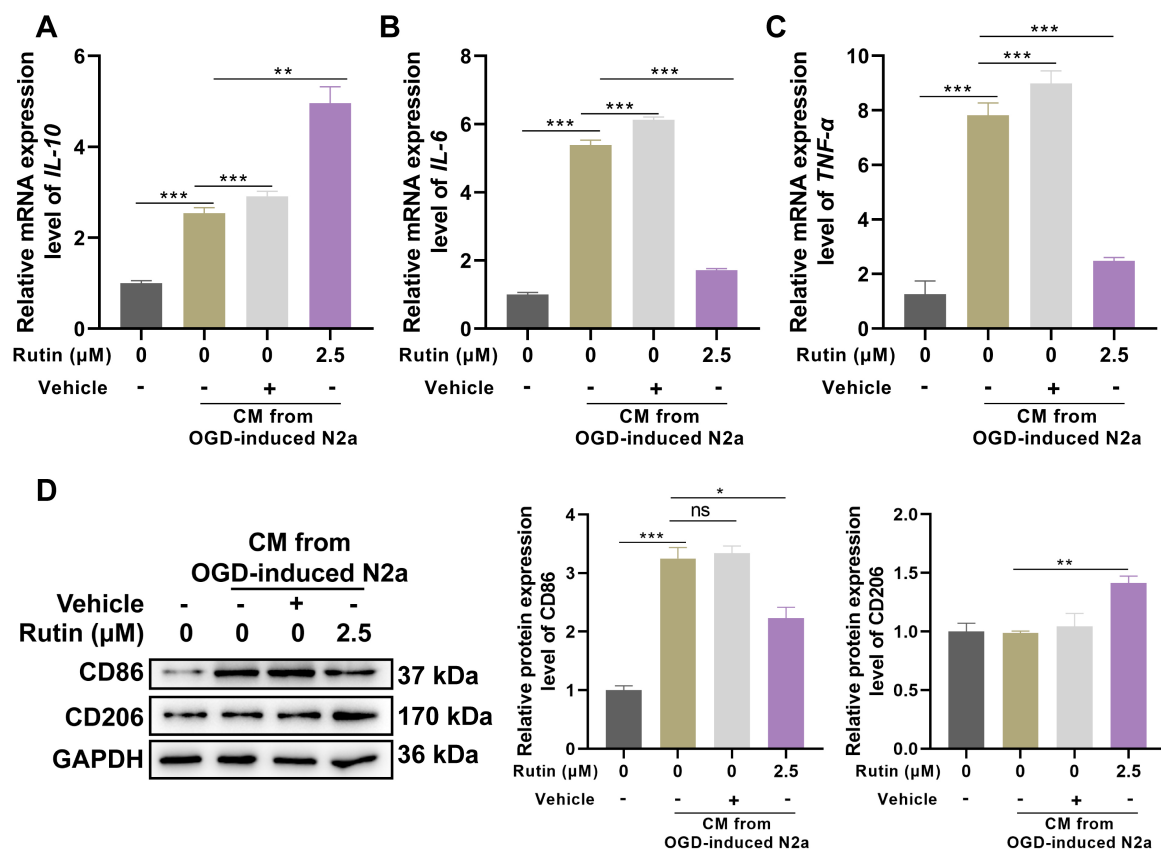 A
Relative mRNA expression
level of IL-10
6
4
2
0
***
***
**
Rutin (μM) 0 0 0 2.5
Vehicle - - + -
CM from
OGD-induced N2a
B
Relative mRNA expression
level of IL-6
8
6
4
2
0
***
***
***
Rutin (μM) 0 0 0 2.5
Vehicle - - + -
CM from
OGD-induced N2a
C
Relative mRNA expression
level of TNF-α
10
8
6
4
2
0
***
***
***
Rutin (μM) 0 0 0 2.5
Vehicle - - + -
CM from
OGD-induced N2a
D
CM from
OGD-induced N2a
Vehicle - - + -
Rutin (μM) 0 0 0 2.5
CD86 37 kDa
CD206 170 kDa
GAPDH 36 kDa
Relative protein expression
level of CD86
4
3
2
1
0
***
ns
*
Rutin (μM) 0 0 0 2.5
Vehicle - - + -
CM from
OGD-induced N2a
Relative protein expression
level of CD206
2.0
1.5
1.0
0.5
0.0
**
Rutin (μM) 0 0 0 2.5
Vehicle - - + -
CM from
OGD-induced N2a